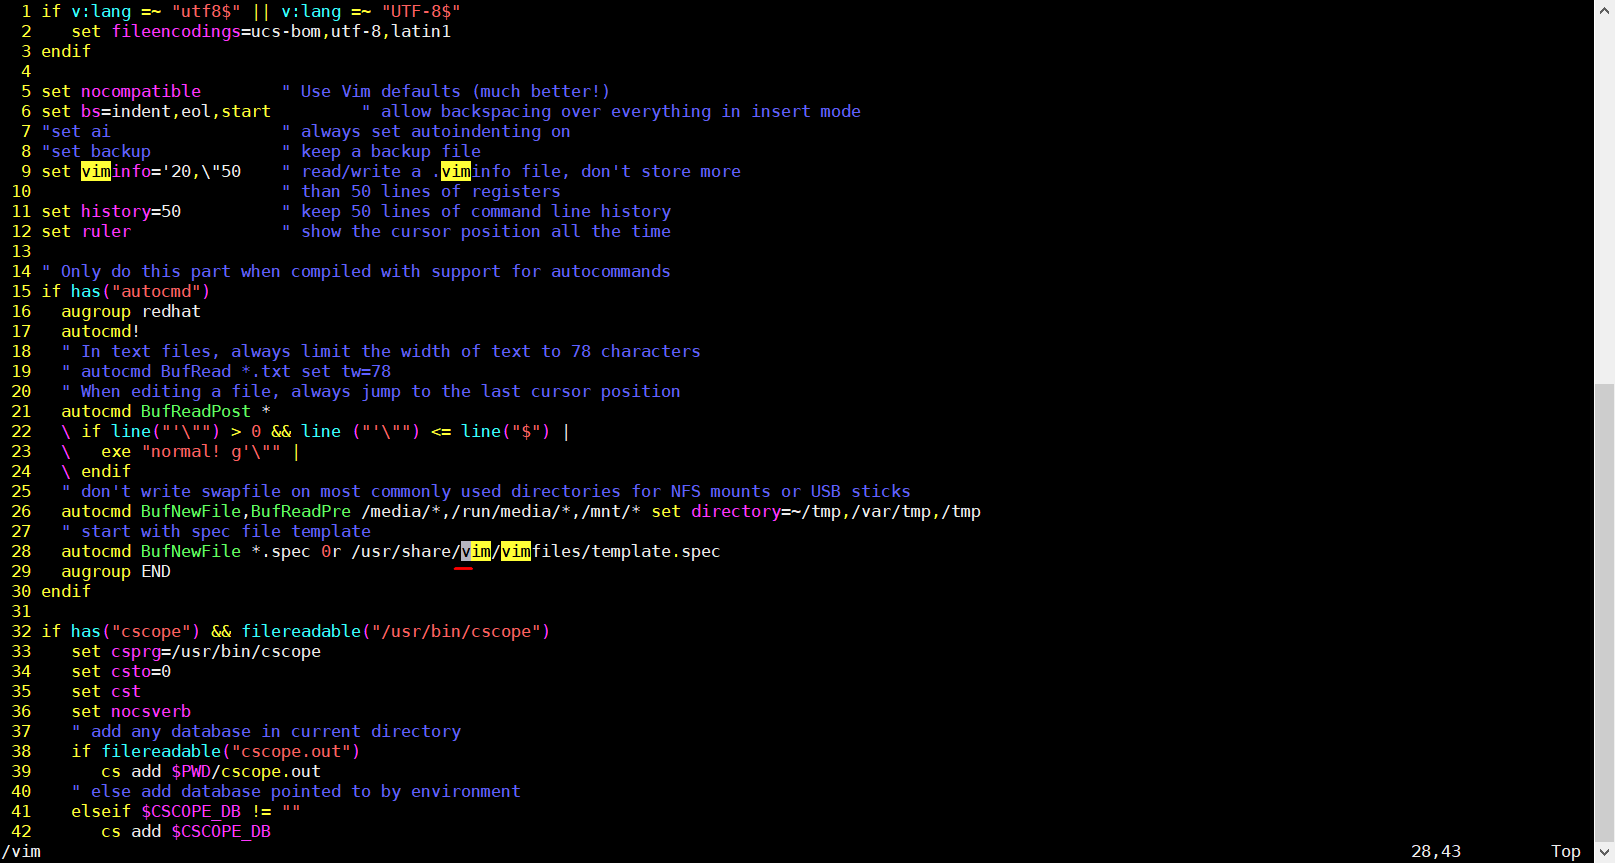 1 if v:lang =~ "utf8$" || v:lang =~ "UTF-8$"
2    set fileencodings=ucs-bom,utf-8,latin1
3 endif
4
5 set nocompatible        " Use Vim defaults (much better!)
6 set bs=indent,eol,start         " allow backspacing over everything in insert mode
7 "set ai                 " always set autoindenting on
8 "set backup             " keep a backup file
9 set viminfo='20,\"50    " read/write a .viminfo file, don't store more
10                         " than 50 lines of registers
11 set history=50          " keep 50 lines of command line history
12 set ruler               " show the cursor position all the time
13
14 " Only do this part when compiled with support for autocommands
15 if has("autocmd")
16   augroup redhat
17   autocmd!
18   " In text files, always limit the width of text to 78 characters
19   " autocmd BufRead *.txt set tw=78
20   " When editing a file, always jump to the last cursor position
21   autocmd BufReadPost *
22   \ if line("'\"") > 0 && line ("'\"") <= line("$") |
23   \   exe "normal! g'\"" |
24   \ endif
25   " don't write swapfile on most commonly used directories for NFS mounts or USB sticks
26   autocmd BufNewFile,BufReadPre /media/*,/run/media/*,/mnt/* set directory=~/tmp,/var/tmp,/tmp
27   " start with spec file template
28   autocmd BufNewFile *.spec 0r /usr/share/vim/vimfiles/template.spec
29   augroup END
30 endif
31
32 if has("cscope") && filereadable("/usr/bin/cscope")
33    set csprg=/usr/bin/cscope
34    set csto=0
35    set cst
36    set nocsverb
37    " add any database in current directory
38    if filereadable("cscope.out")
39       cs add $PWD/cscope.out
40    " else add database pointed to by environment
41    elseif $CSCOPE_DB != ""
42       cs add $CSCOPE_DB
/vim 28,43 Top